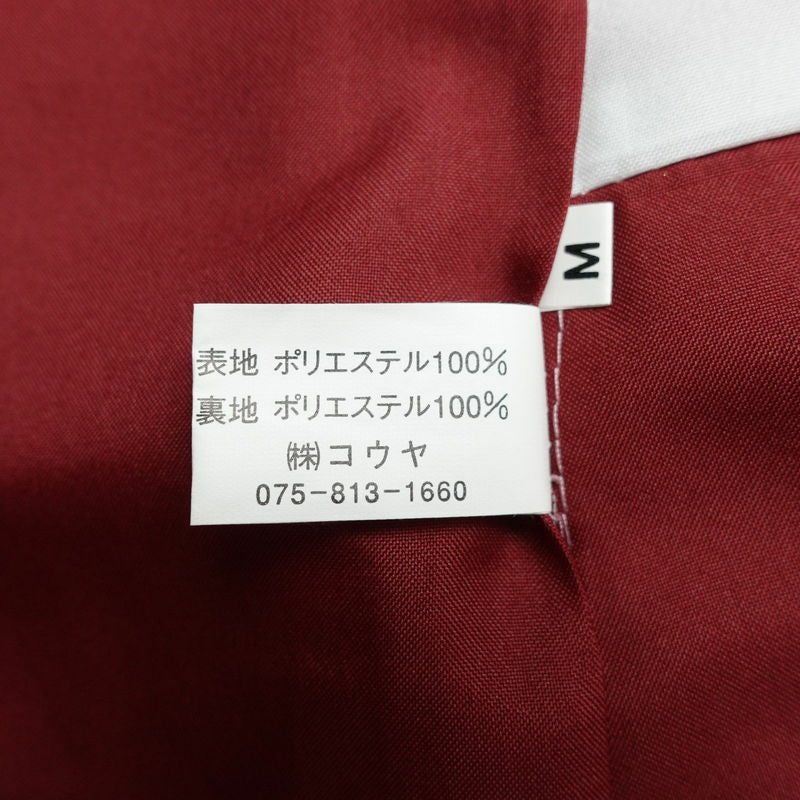 M
表地 ポリエステル100%
裏地 ポリエステル100%
㈱コウヤ
075-813-1660